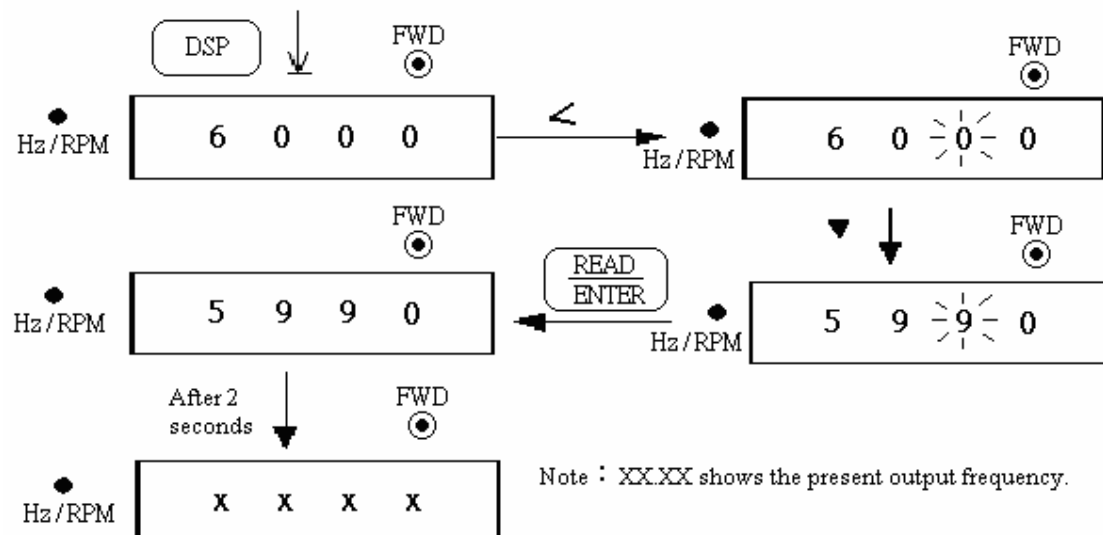 DSP
FWD
Hz/RPM
6 0 0 0
<
FWD
Hz/RPM
6 0 0 0
FWD
Hz/RPM
5 9 9 0
READ
ENTER
FWD
Hz/RPM
5 9 9 0
After 2
seconds
FWD
Hz/RPM
x x x x
Note : XX.XX shows the present output frequency.